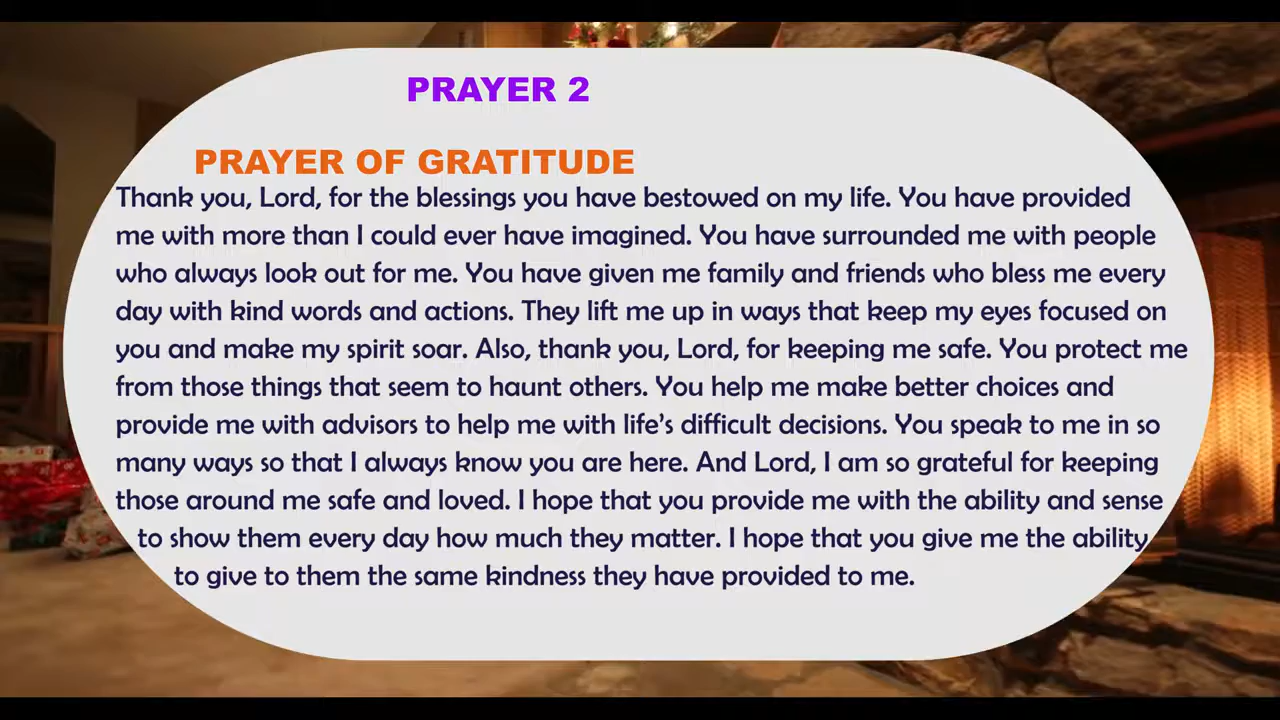 PRAYER 2
PRAYER OF GRATITUDE
Thank you, Lord, for the blessings you have bestowed on my life. You have provided
me with more than I could ever have imagined. You have surrounded me with people
who always look out for me. You have given me family and friends who bless me every
day with kind words and actions. They lift me up in ways that keep my eyes focused on
you and make my spirit soar. Also, thank you, Lord, for keeping me safe. You protect me
from those things that seem to haunt others. You help me make better choices and
provide me with advisors to help me with life’s difficult decisions. You speak to me in so
many ways so that I always know you are here. And Lord, I am so grateful for keeping
those around me safe and loved. I hope that you provide me with the ability and sense
to show them every day how much they matter. I hope that you give me the ability
to give to them the same kindness they have provided to me.